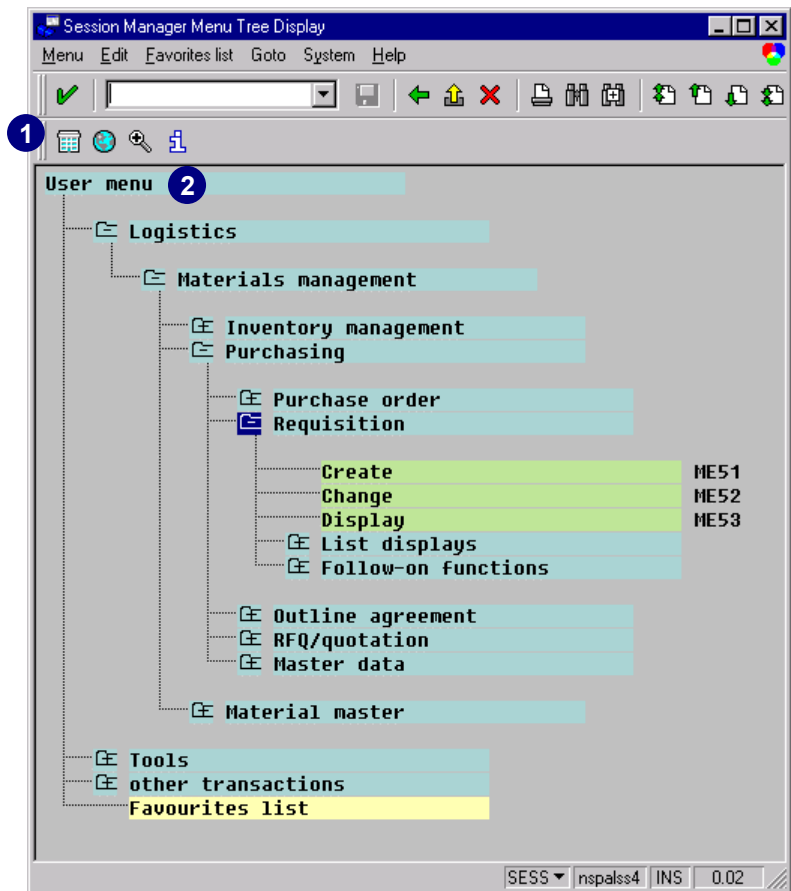 Session Manager Menu Tree Display
Menu Edit Favorites list Goto System Help
1
User menu 2
Logistics
Materials management
Inventory management
Purchasing
Purchase order
Requisition
Create ME51
Change ME52
Display ME53
List displays
Follow-on functions
Outline agreement
RFQ/quotation
Master data
Material master
Tools
other transactions
Favourites list
SESS nspalss4 INS 0.02